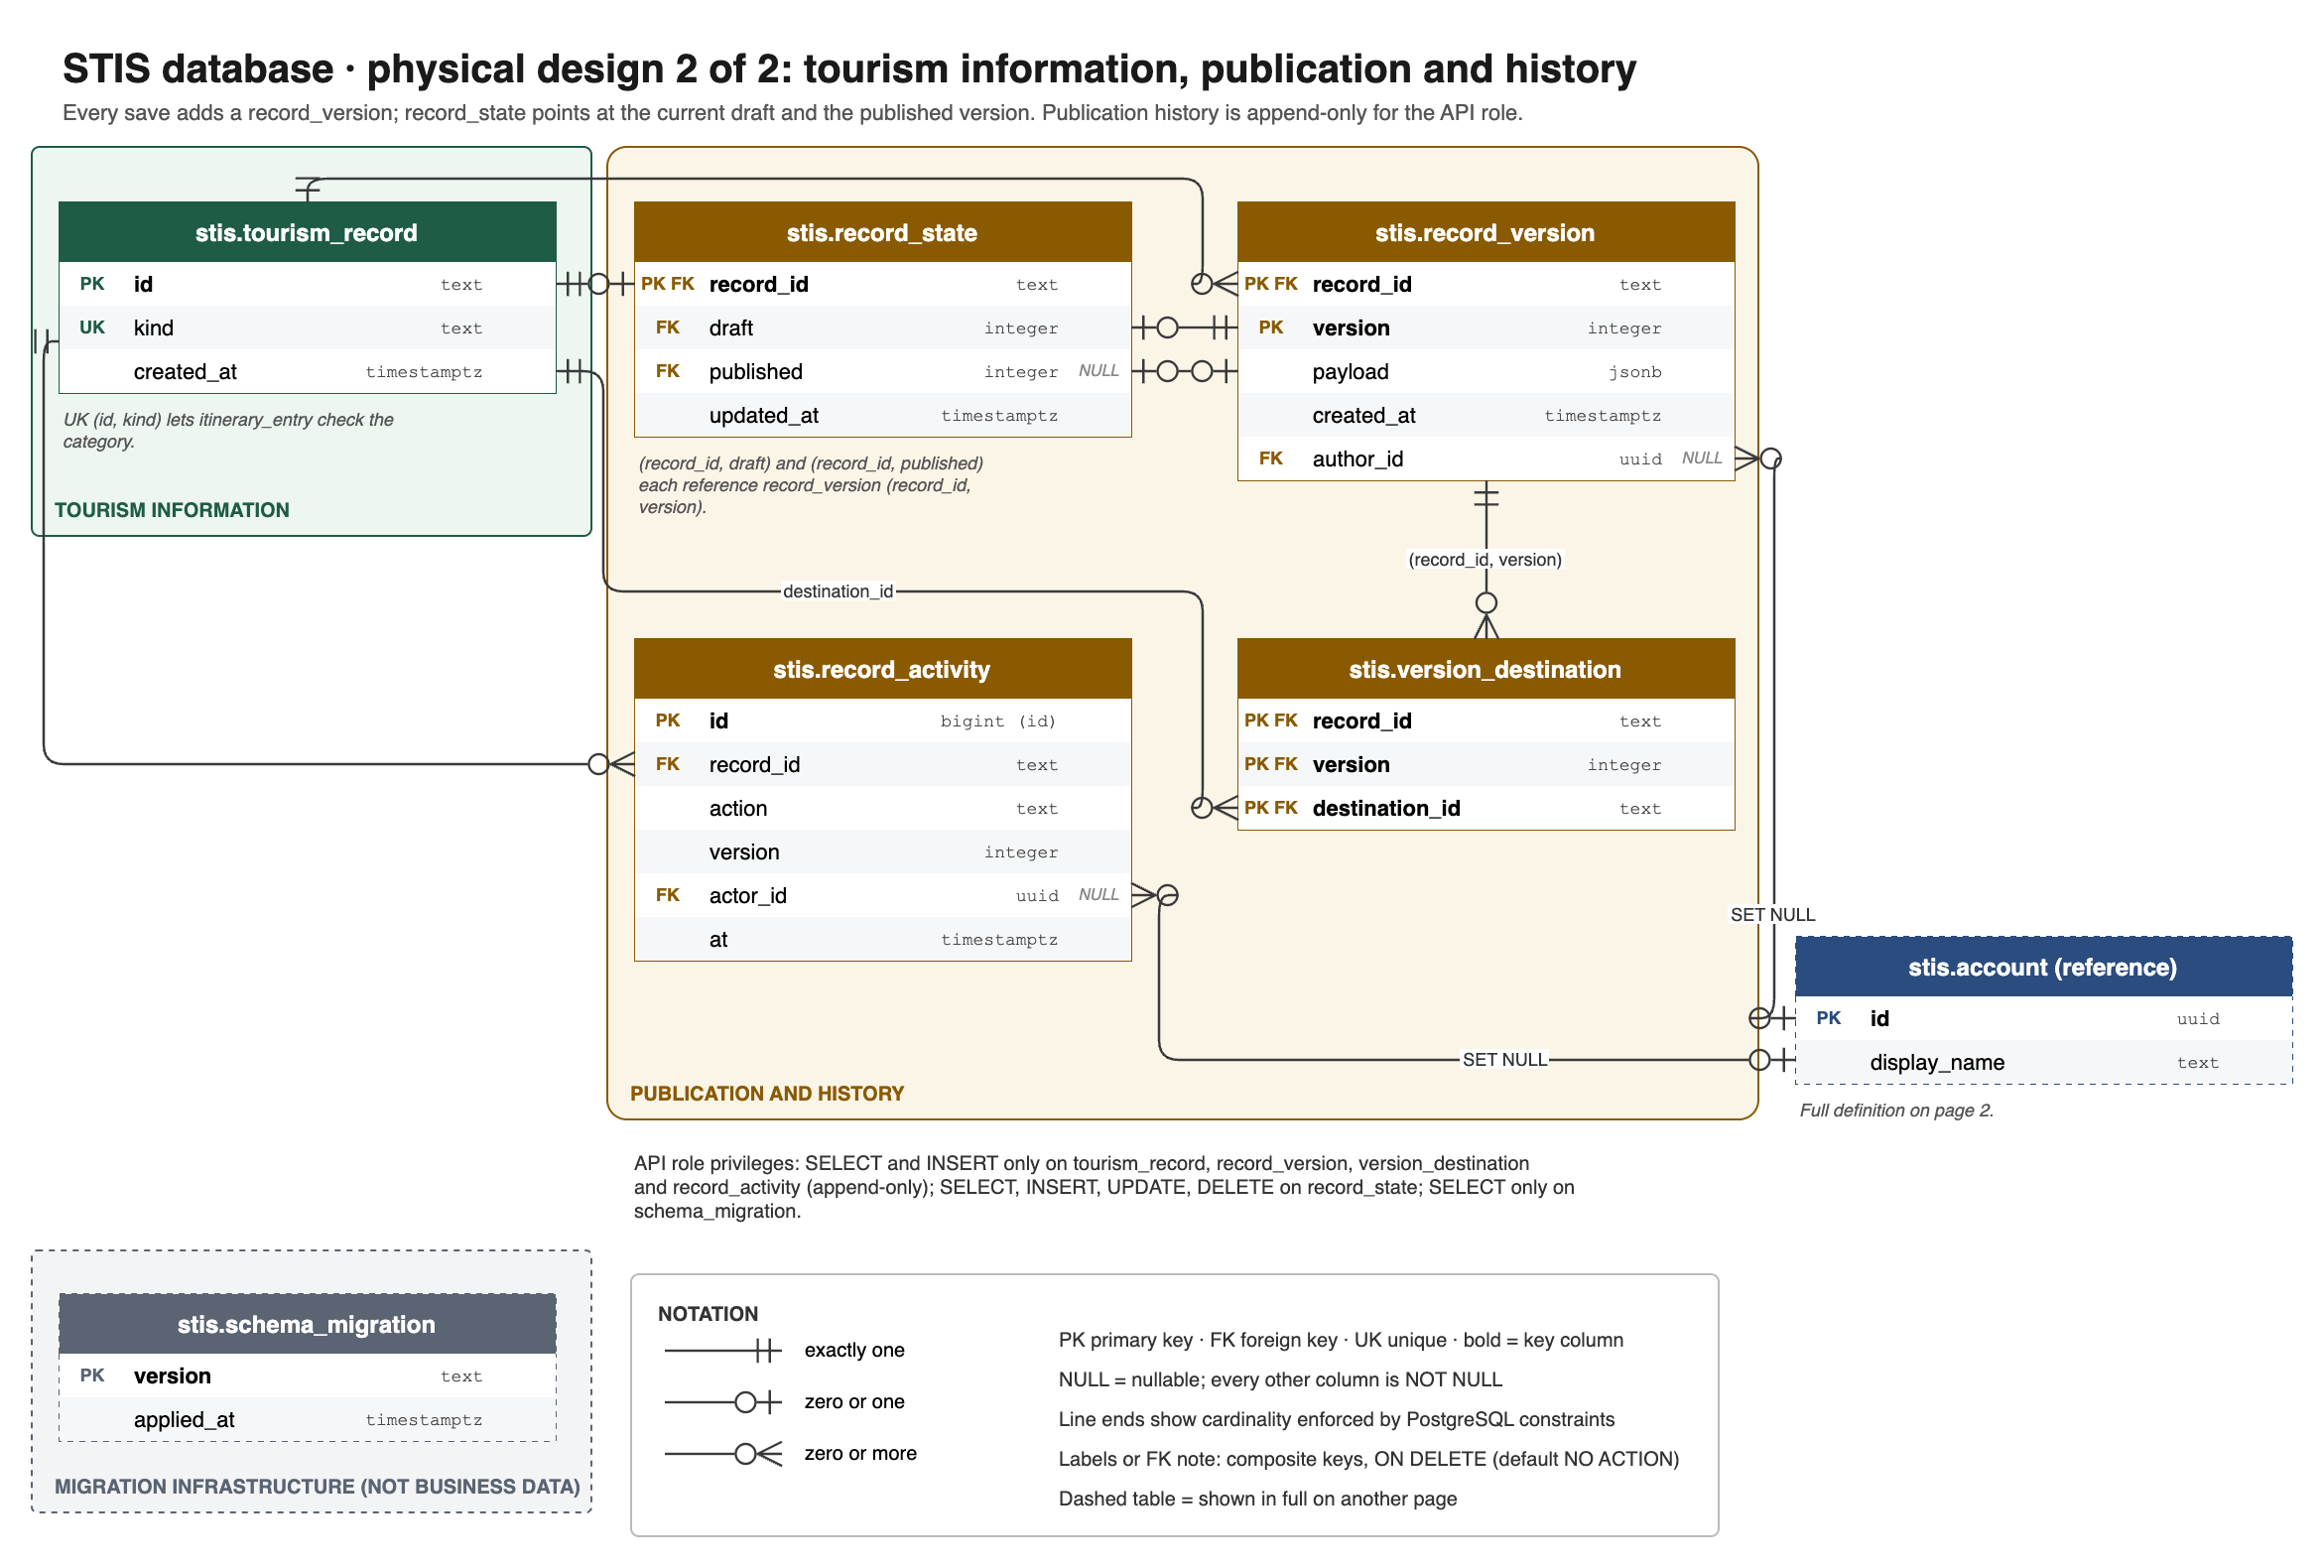 STIS database · physical design 2 of 2: tourism information, publication and history
Every save adds a record_version; record_state points at the current draft and the published version. Publication history is append-only for the API role.
stis.tourism_record
PK id text
UK kind text
created_at timestamptz
UK (id, kind) lets itinerary_entry check the
category.
TOURISM INFORMATION
stis.record_state
PK FK record_id text
FK draft integer
FK published integer NULL
updated_at timestamptz
(record_id, draft) and (record_id, published)
each reference record_version (record_id,
version).
stis.record_version
PK FK record_id text
PK version integer
payload jsonb
created_at timestamptz
FK author_id uuid NULL
(record_id, version)
destination_id
stis.record_activity
PK id bigint (id)
FK record_id text
action text
version integer
FK actor_id uuid NULL
at timestamptz
stis.version_destination
PK FK record_id text
PK FK version integer
PK FK destination_id text
SET NULL
stis.account (reference)
PK id uuid
display_name text
Full definition on page 2.
SET NULL
PUBLICATION AND HISTORY
API role privileges: SELECT and INSERT only on tourism_record, record_version, version_destination
and record_activity (append-only); SELECT, INSERT, UPDATE, DELETE on record_state; SELECT only on
schema_migration.
stis.schema_migration
PK version text
applied_at timestamptz
MIGRATION INFRASTRUCTURE (NOT BUSINESS DATA)
NOTATION
exactly one
zero or one
zero or more
PK primary key · FK foreign key · UK unique · bold = key column
NULL = nullable; every other column is NOT NULL
Line ends show cardinality enforced by PostgreSQL constraints
Labels or FK note: composite keys, ON DELETE (default NO ACTION)
Dashed table = shown in full on another page